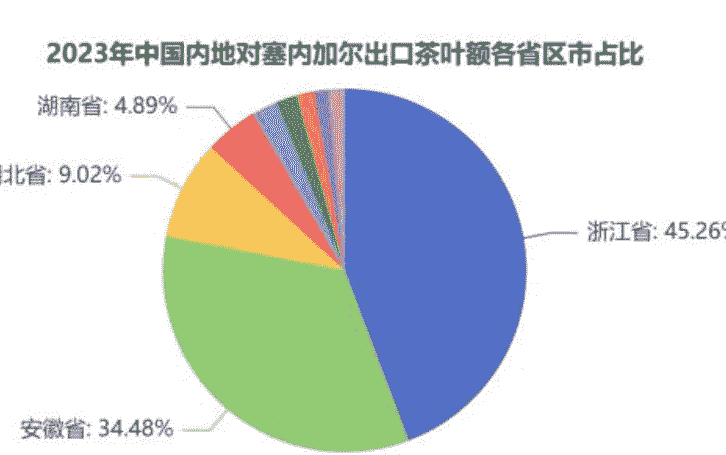 2023年中国内地对塞内加尔出口茶叶额各省区市占比
湖南省: 4.89%
北省: 9.02%
浙江省: 45.26%
安徽省: 34.48%